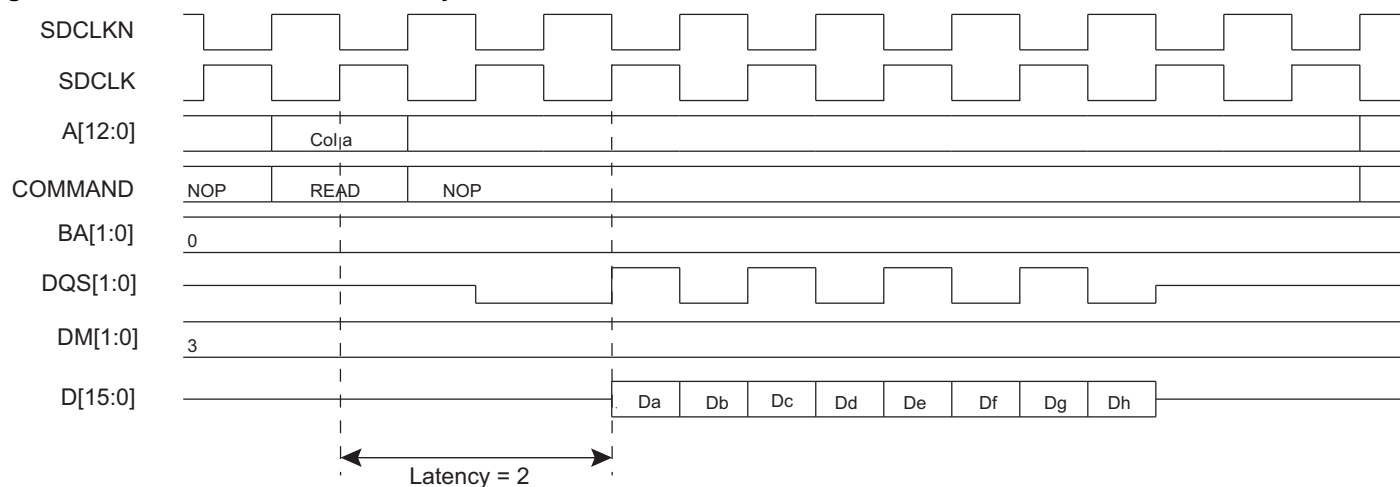 SDCLKN
SDCLK
A[12:0]
Col a
COMMAND
NOP READ NOP
BA[1:0]
0
DQS[1:0]
DM[1:0]
3
D[15:0]
Da Db Dc Dd De Df Dg Dh
Latency = 2